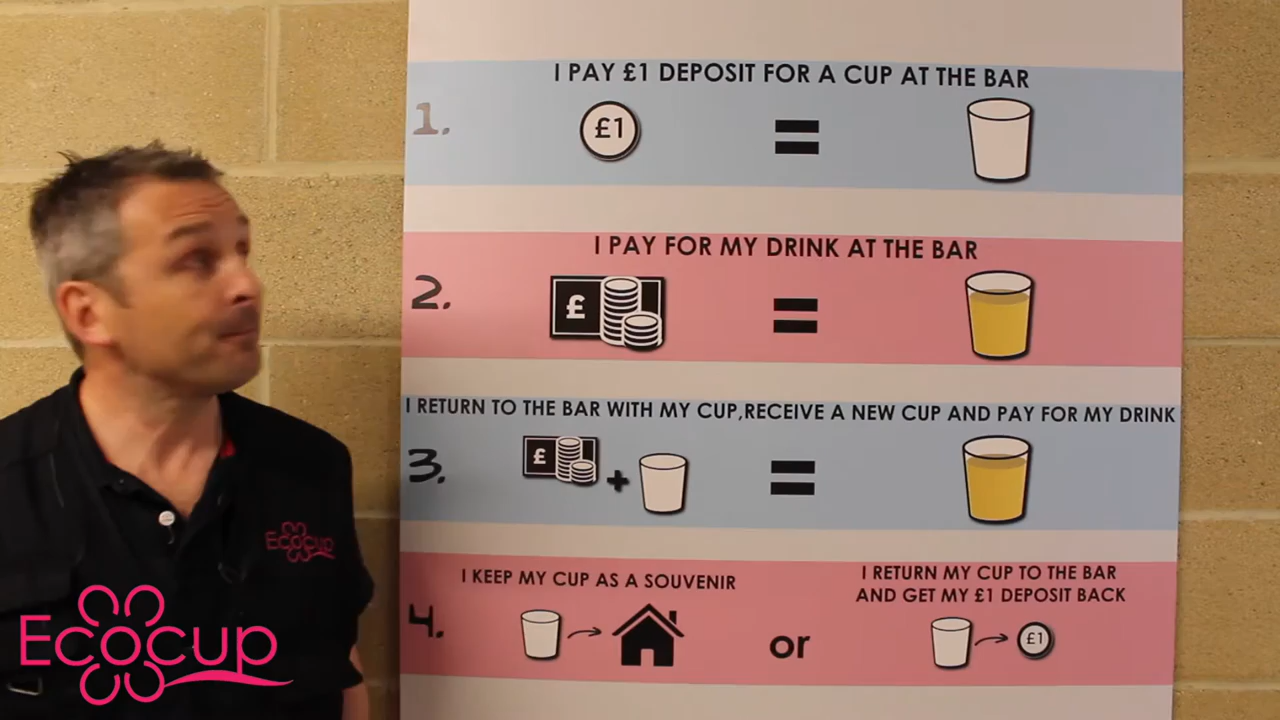 I PAY £1 DEPOSIT FOR A CUP AT THE BAR
1.
£1
=
I PAY FOR MY DRINK AT THE BAR
2.
£
=
I RETURN TO THE BAR WITH MY CUP,RECEIVE A NEW CUP AND PAY FOR MY DRINK
3.
£
+
=
I KEEP MY CUP AS A SOUVENIR
4.
or
I RETURN MY CUP TO THE BAR
AND GET MY £1 DEPOSIT BACK
£1
Ecocup
Ecocup